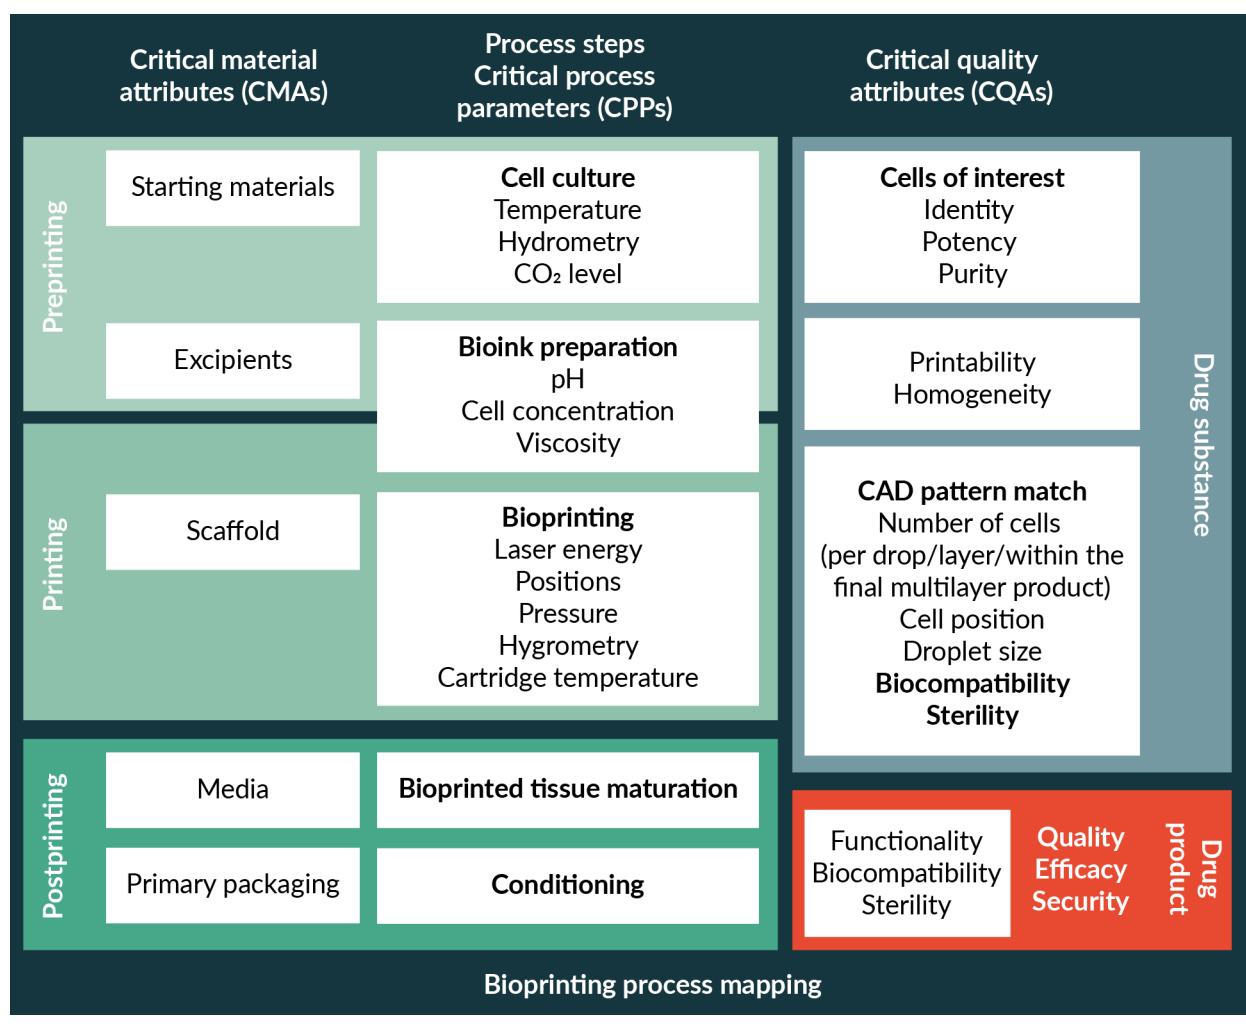 Critical material
attributes (CMAs)
Process steps
Critical process
parameters (CPPs)
Critical quality
attributes (CQAs)
Preprinting
Starting materials
Excipients
Cell culture
Temperature
Hydrometry
CO₂ level
Bioink preparation
pH
Cell concentration
Viscosity
Printing
Scaffold
Bioprinting
Laser energy
Positions
Pressure
Hygrometry
Cartridge temperature
Postprinting
Media
Primary packaging
Bioprinted tissue maturation
Conditioning
Cells of interest
Identity
Potency
Purity
Printability
Homogeneity
CAD pattern match
Number of cells
(per drop/layer/within the
final multilayer product)
Cell position
Droplet size
Biocompatibility
Sterility
Drug substance
Functionality
Biocompatibility
Sterility
Quality
Efficacy
Security
Drug
product
Bioprinting process mapping